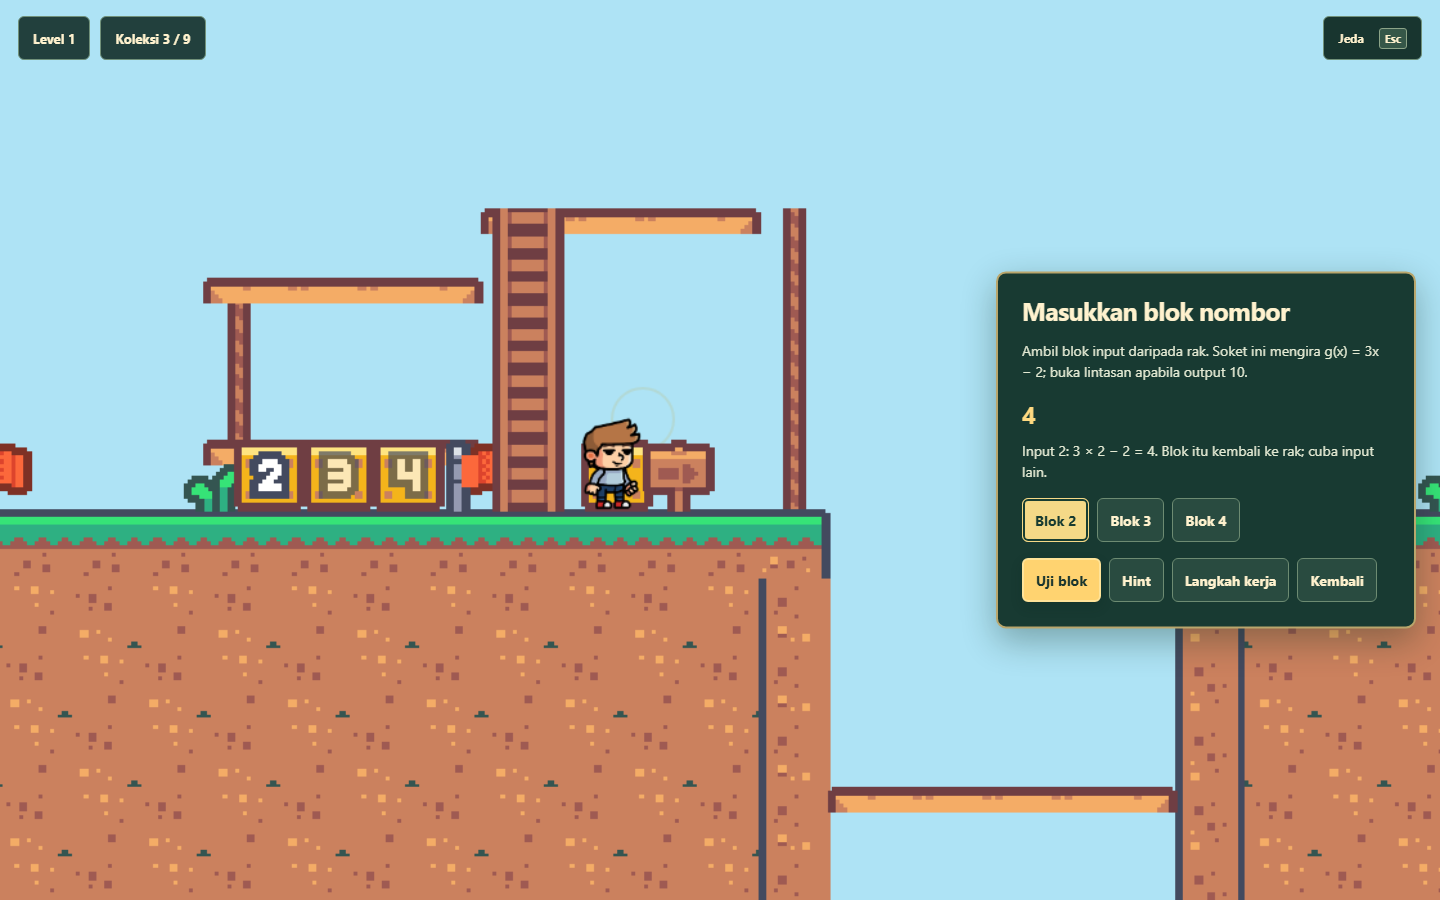 Level 1
Koleksi 3 / 9
Jeda Esc
Masukkan blok nombor
Ambil blok input daripada rak. Soket ini mengira g(x) = 3x
− 2; buka lintasan apabila output 10.
4
Input 2: 3 × 2 − 2 = 4. Blok itu kembali ke rak; cuba input
lain.
2 3 4
Blok 2 Blok 3 Blok 4
Uji blok Hint Langkah kerja Kembali